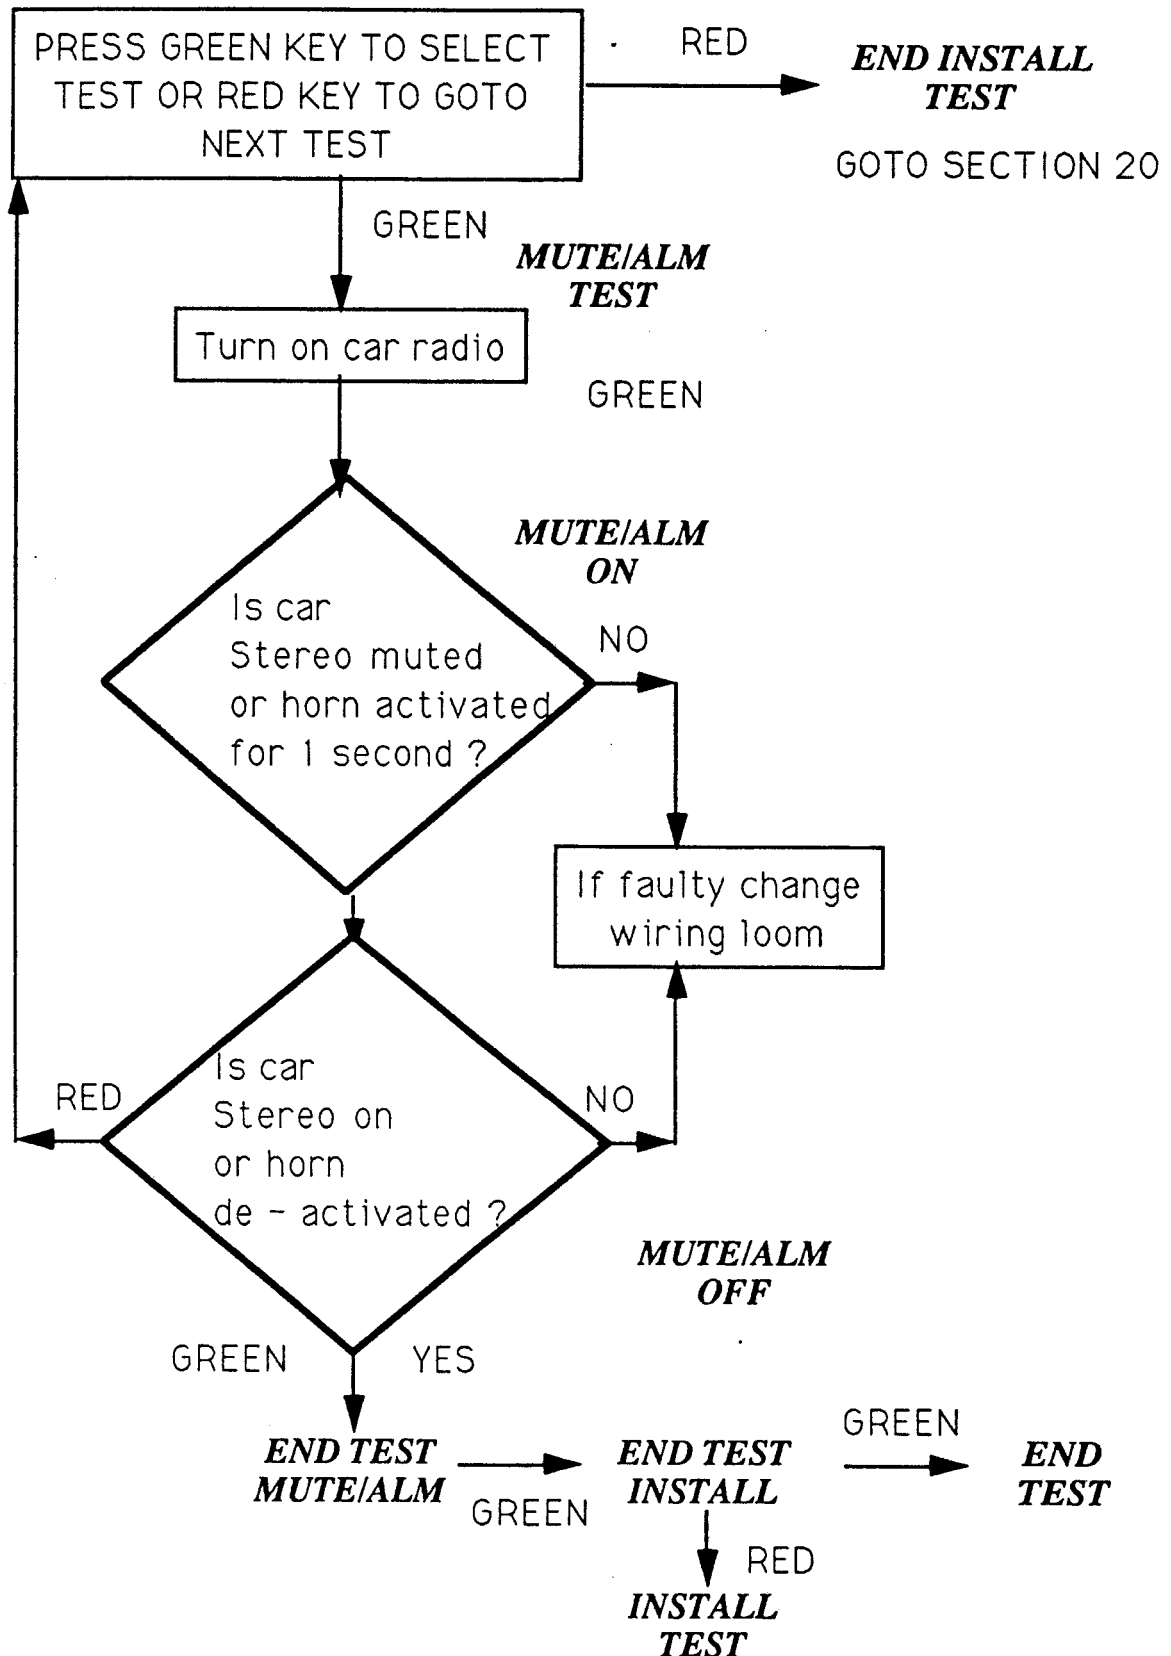 PRESS GREEN KEY TO SELECT
TEST OR RED KEY TO GOTO
NEXT TEST
RED
END INSTALL
TEST
GOTO SECTION 20
GREEN
MUTE/ALM
TEST
Turn on car radio
GREEN
MUTE/ALM
ON
Is car
Stereo muted
or horn activated
for 1 second ?
NO
If faulty change
wiring loom
RED
Is car
Stereo on
or horn
de - activated ?
NO
MUTE/ALM
OFF
GREEN
YES
END TEST
MUTE/ALM
GREEN
END TEST
INSTALL
GREEN
END
TEST
RED
INSTALL
TEST